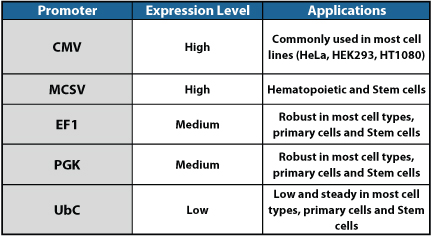 Promoter Expression Level Applications
CMV High Commonly used in most cell
lines (HeLa, HEK293, HT1080)
MCSV High Hematopoietic and Stem cells
EF1 Medium Robust in most cell types,
primary cells and Stem cells
PGK Medium Robust in most cell types,
primary cells and Stem cells
UbC Low Low and steady in most cell
types, primary cells and Stem
cells